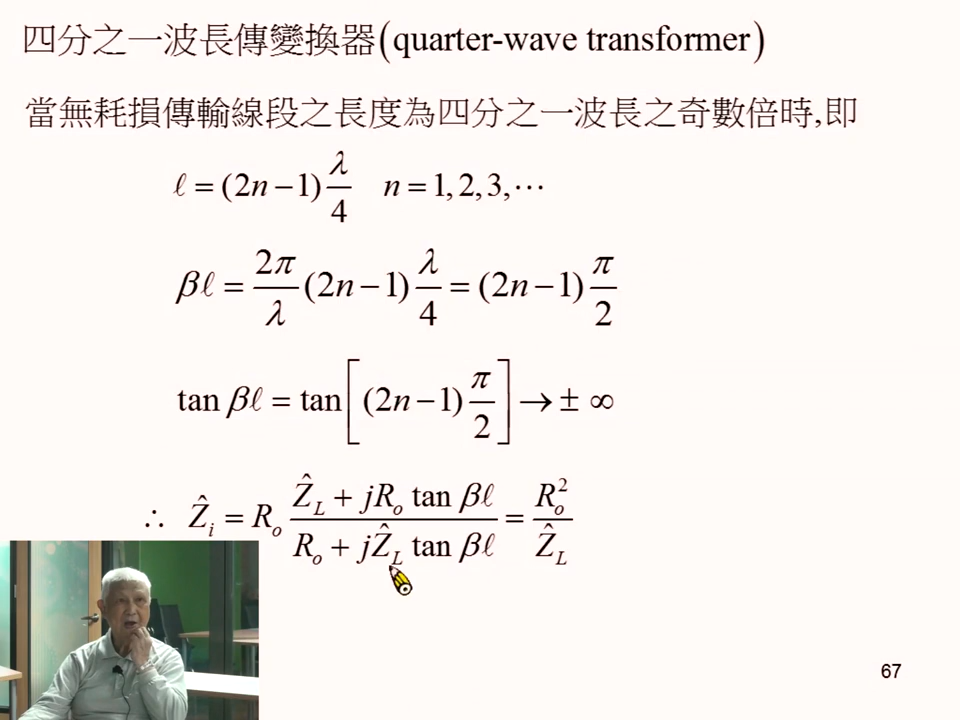 四分之一波長傳變換器(quarter-wave transformer)
當無耗損傳輸線段之長度為四分之一波長之奇數倍時,即
ℓ = (2n − 1) λ/4  n = 1, 2, 3, ⋯
βℓ = 2π/λ (2n − 1) λ/4 = (2n − 1) π/2
tan βℓ = tan[(2n − 1) π/2] → ± ∞
∴ Ẑ_i = R_o (Ẑ_L + jR_o tan βℓ)/(R_o + jẐ_L tan βℓ) = R_o²/Ẑ_L
67